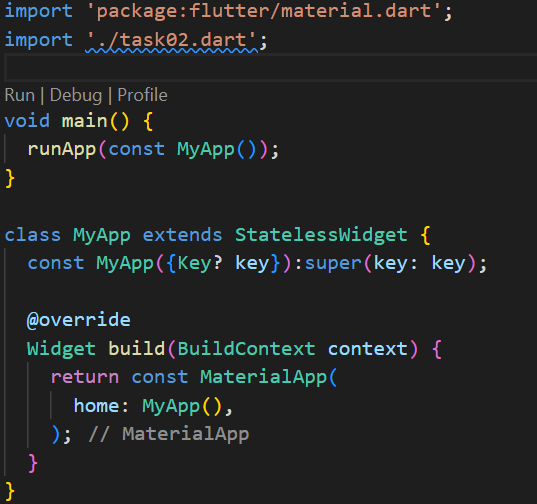 import 'package:flutter/material.dart';
import './task02.dart';
Run | Debug | Profile
void main() {
  runApp(const MyApp());
}
class MyApp extends StatelessWidget {
  const MyApp({Key? key}):super(key: key);
  @override
  Widget build(BuildContext context) {
    return const MaterialApp(
      home: MyApp(),
    ); // MaterialApp
  }
}